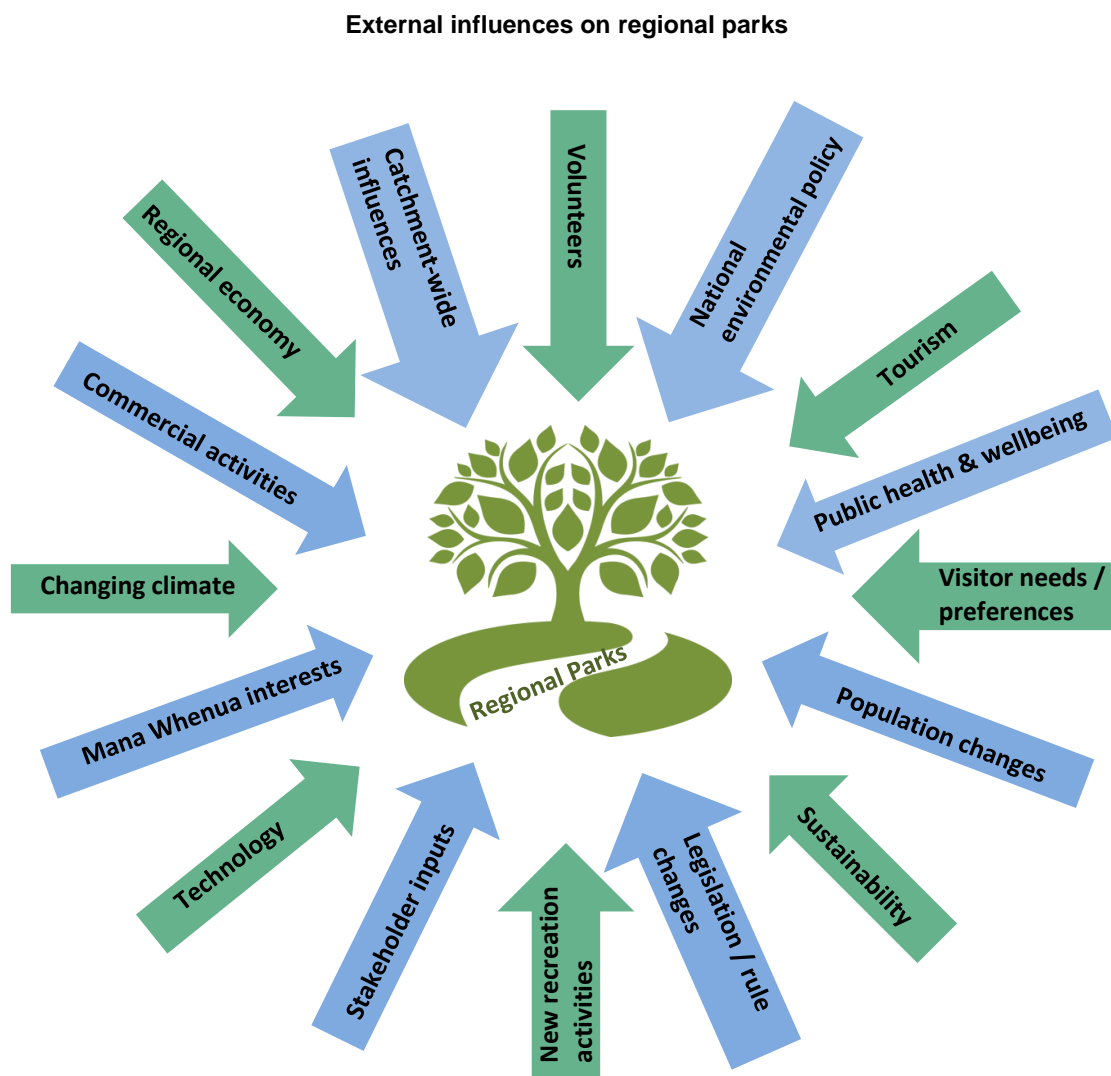 External influences on regional parks
Volunteers
National
environmental policy
Tourism
Public health & wellbeing
Visitor needs /
preferences
Population changes
Sustainability
Legislation / rule
changes
New recreation
activities
Stakeholder inputs
Technology
Mana Whenua interests
Changing climate
Commercial activities
Regional economy
Catchment-wide
influences
Regional Parks